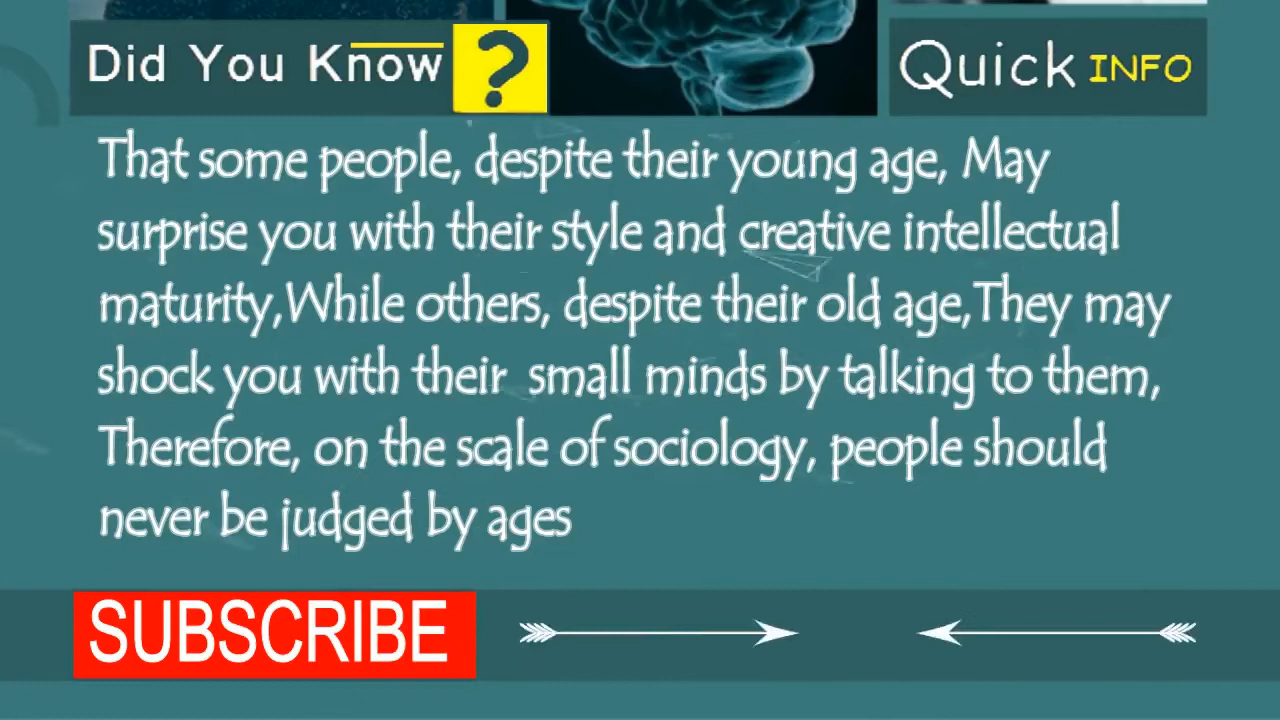 Did You Know ?
Quick INFO
That some people, despite their young age, May
surprise you with their style and creative intellectual
maturity,While others, despite their old age,They may
shock you with their small minds by talking to them,
Therefore, on the scale of sociology, people should
never be judged by ages
SUBSCRIBE